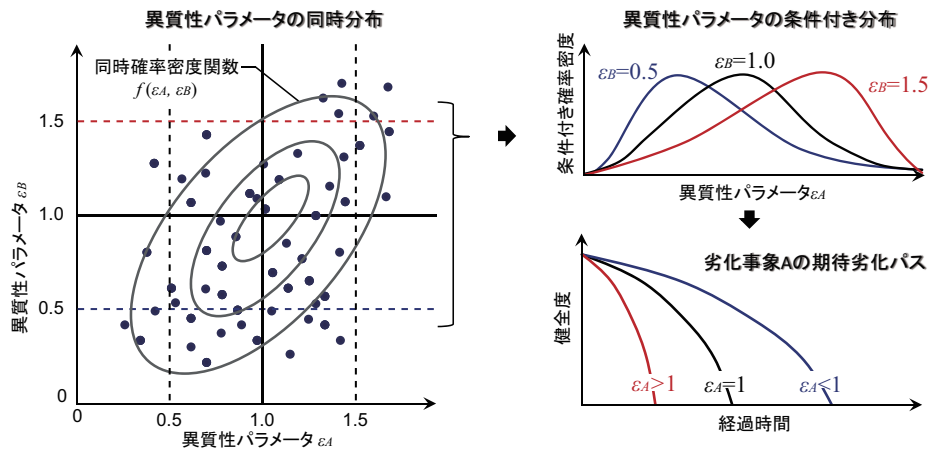 異質性パラメータの同時分布
同時確率密度関数
f(εA, εB)
異質性パラメータ εB
1.5
1.0
0.5
0
0
0.5
1.0
1.5
異質性パラメータ εA
異質性パラメータの条件付き分布
条件付き確率密度
εB=0.5
εB=1.0
εB=1.5
異質性パラメータεA
劣化事象Aの期待劣化パス
健全度
εA>1
εA=1
εA<1
経過時間